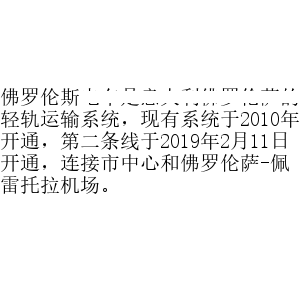 佛罗伦斯
轻轨运输系统，现有系统于2010年
开通，第二条线于2019年2月11日
开通，连接市中心和佛罗伦萨-佩
雷托拉机场。